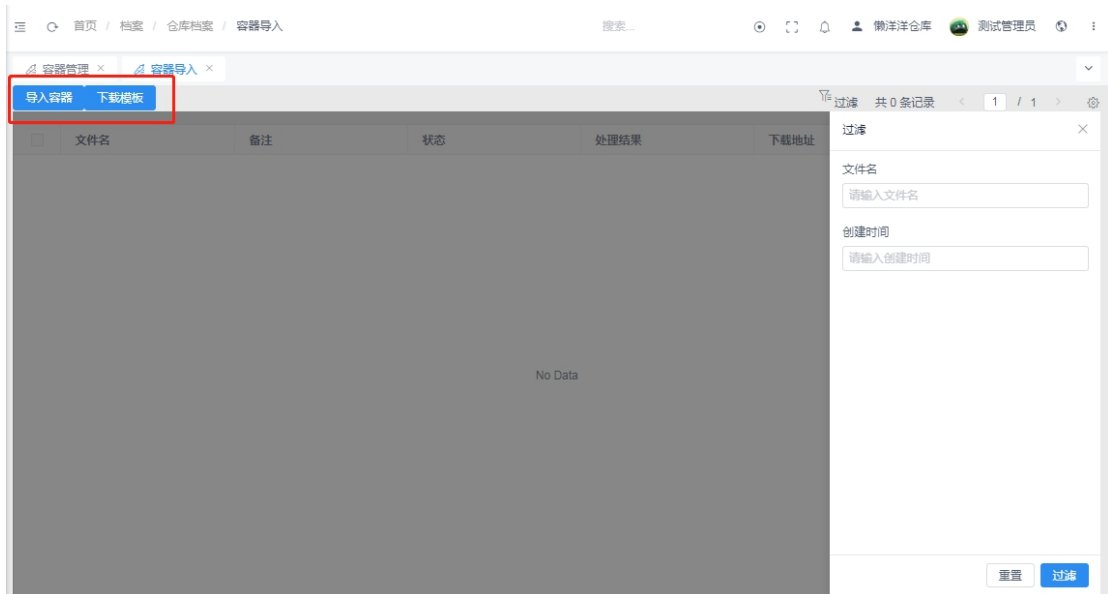 首页 / 档案 / 仓库档案 / 容器导入 搜索... 懒洋洋仓库 测试管理员
容器管理 × 容器导入 ×
导入容器 下载模板 过滤 共 0 条记录 < 1 / 1 >
文件名 备注 状态 处理结果 下载地址
过滤 ×
文件名
请输入文件名
创建时间
请输入创建时间
No Data
重置 过滤